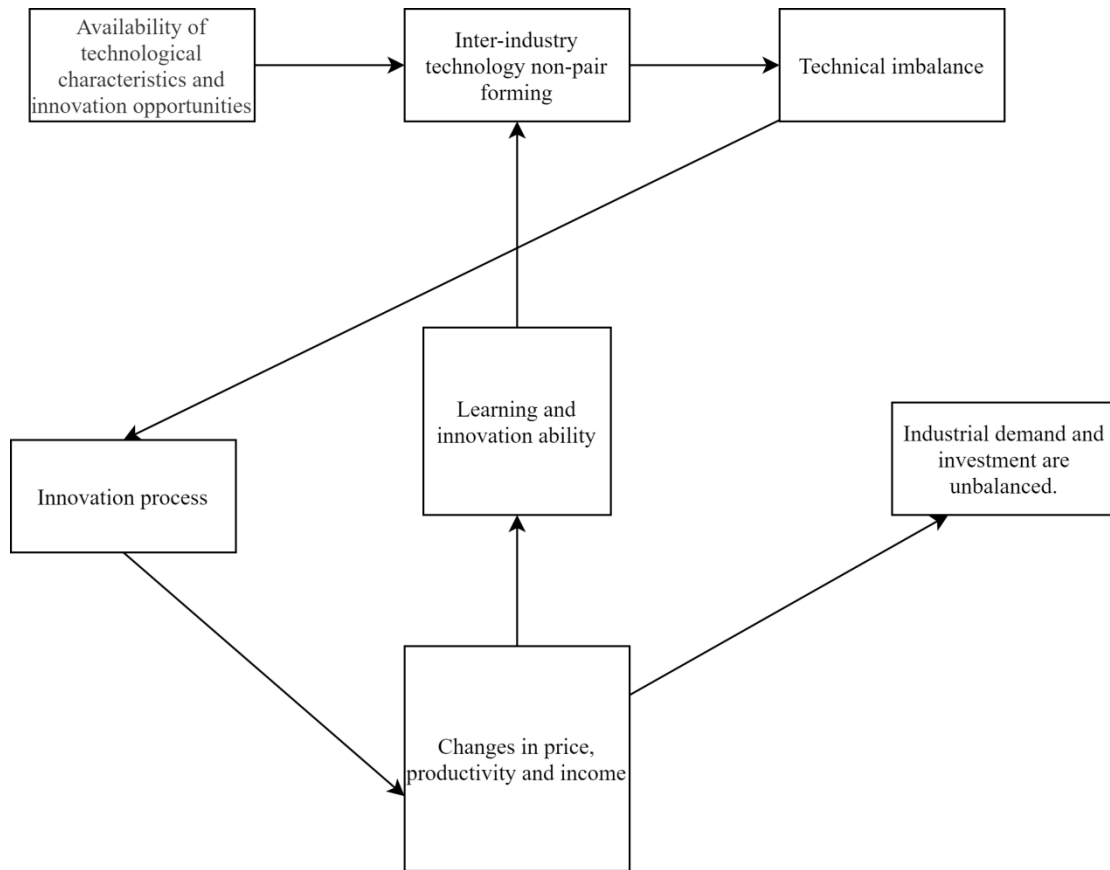 Availability of
technological
characteristics and
innovation opportunities
Inter-industry
technology non-pair
forming
Technical imbalance
Learning and
innovation ability
Industrial demand and
investment are
unbalanced.
Innovation process
Changes in price,
productivity and income